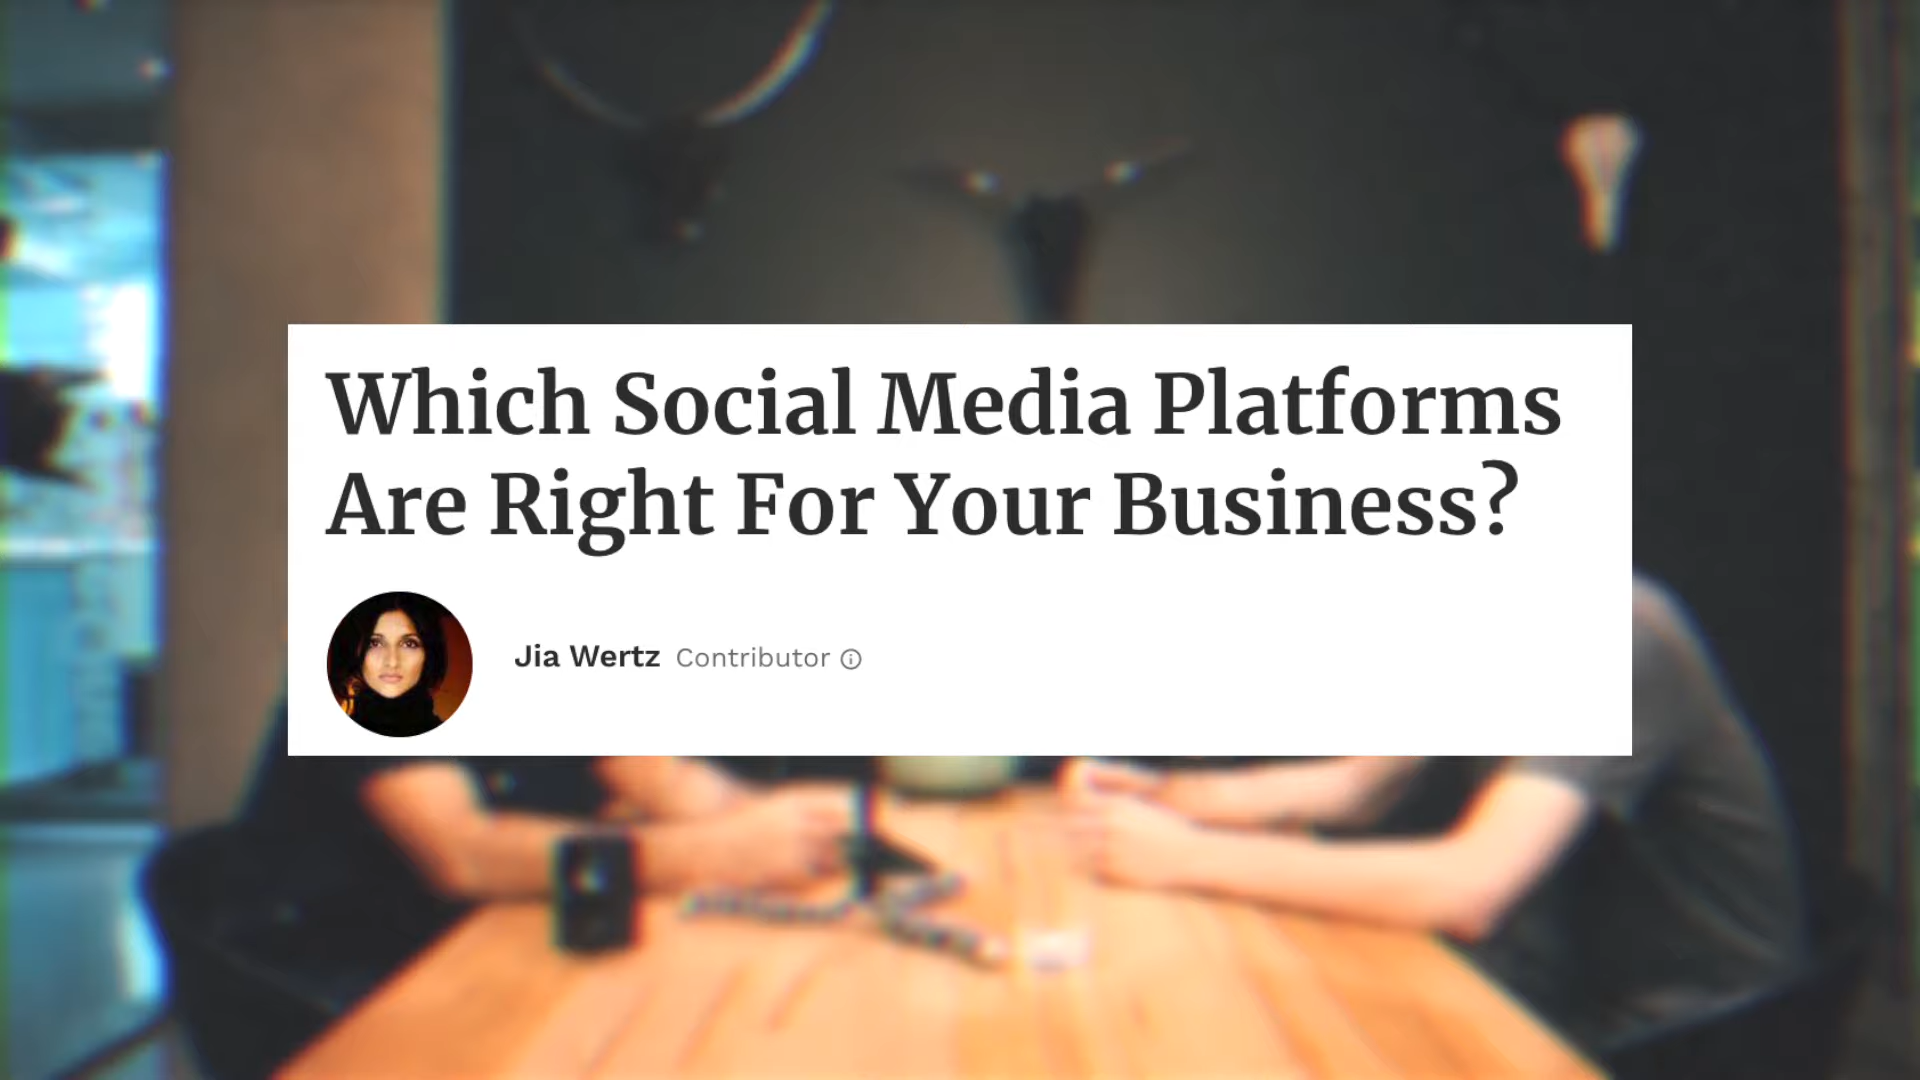 Which Social Media Platforms
Are Right For Your Business?
Jia Wertz Contributor